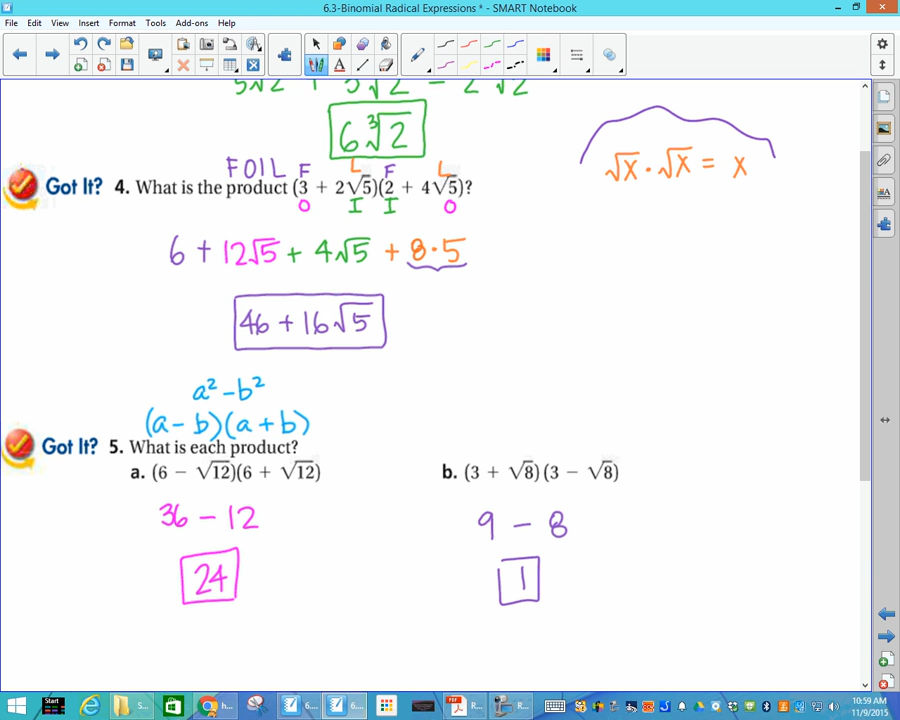 6.3-Binomial Radical Expressions * - SMART Notebook
File Edit View Insert Format Tools Add-ons Help
6∛2
√x · √x = x
FOIL F L F L
Got It? 4. What is the product (3 + 2√5)(2 + 4√5)?
O I I O
6 + 12√5 + 4√5 + 8·5
46 + 16√5
a² - b²
(a - b)(a + b)
Got It? 5. What is each product?
a. (6 − √12)(6 + √12)
b. (3 + √8)(3 − √8)
36 - 12
9 - 8
24
1
Start
S...
h...
6...
6...
R...
R...
10:59 AM
11/9/2015